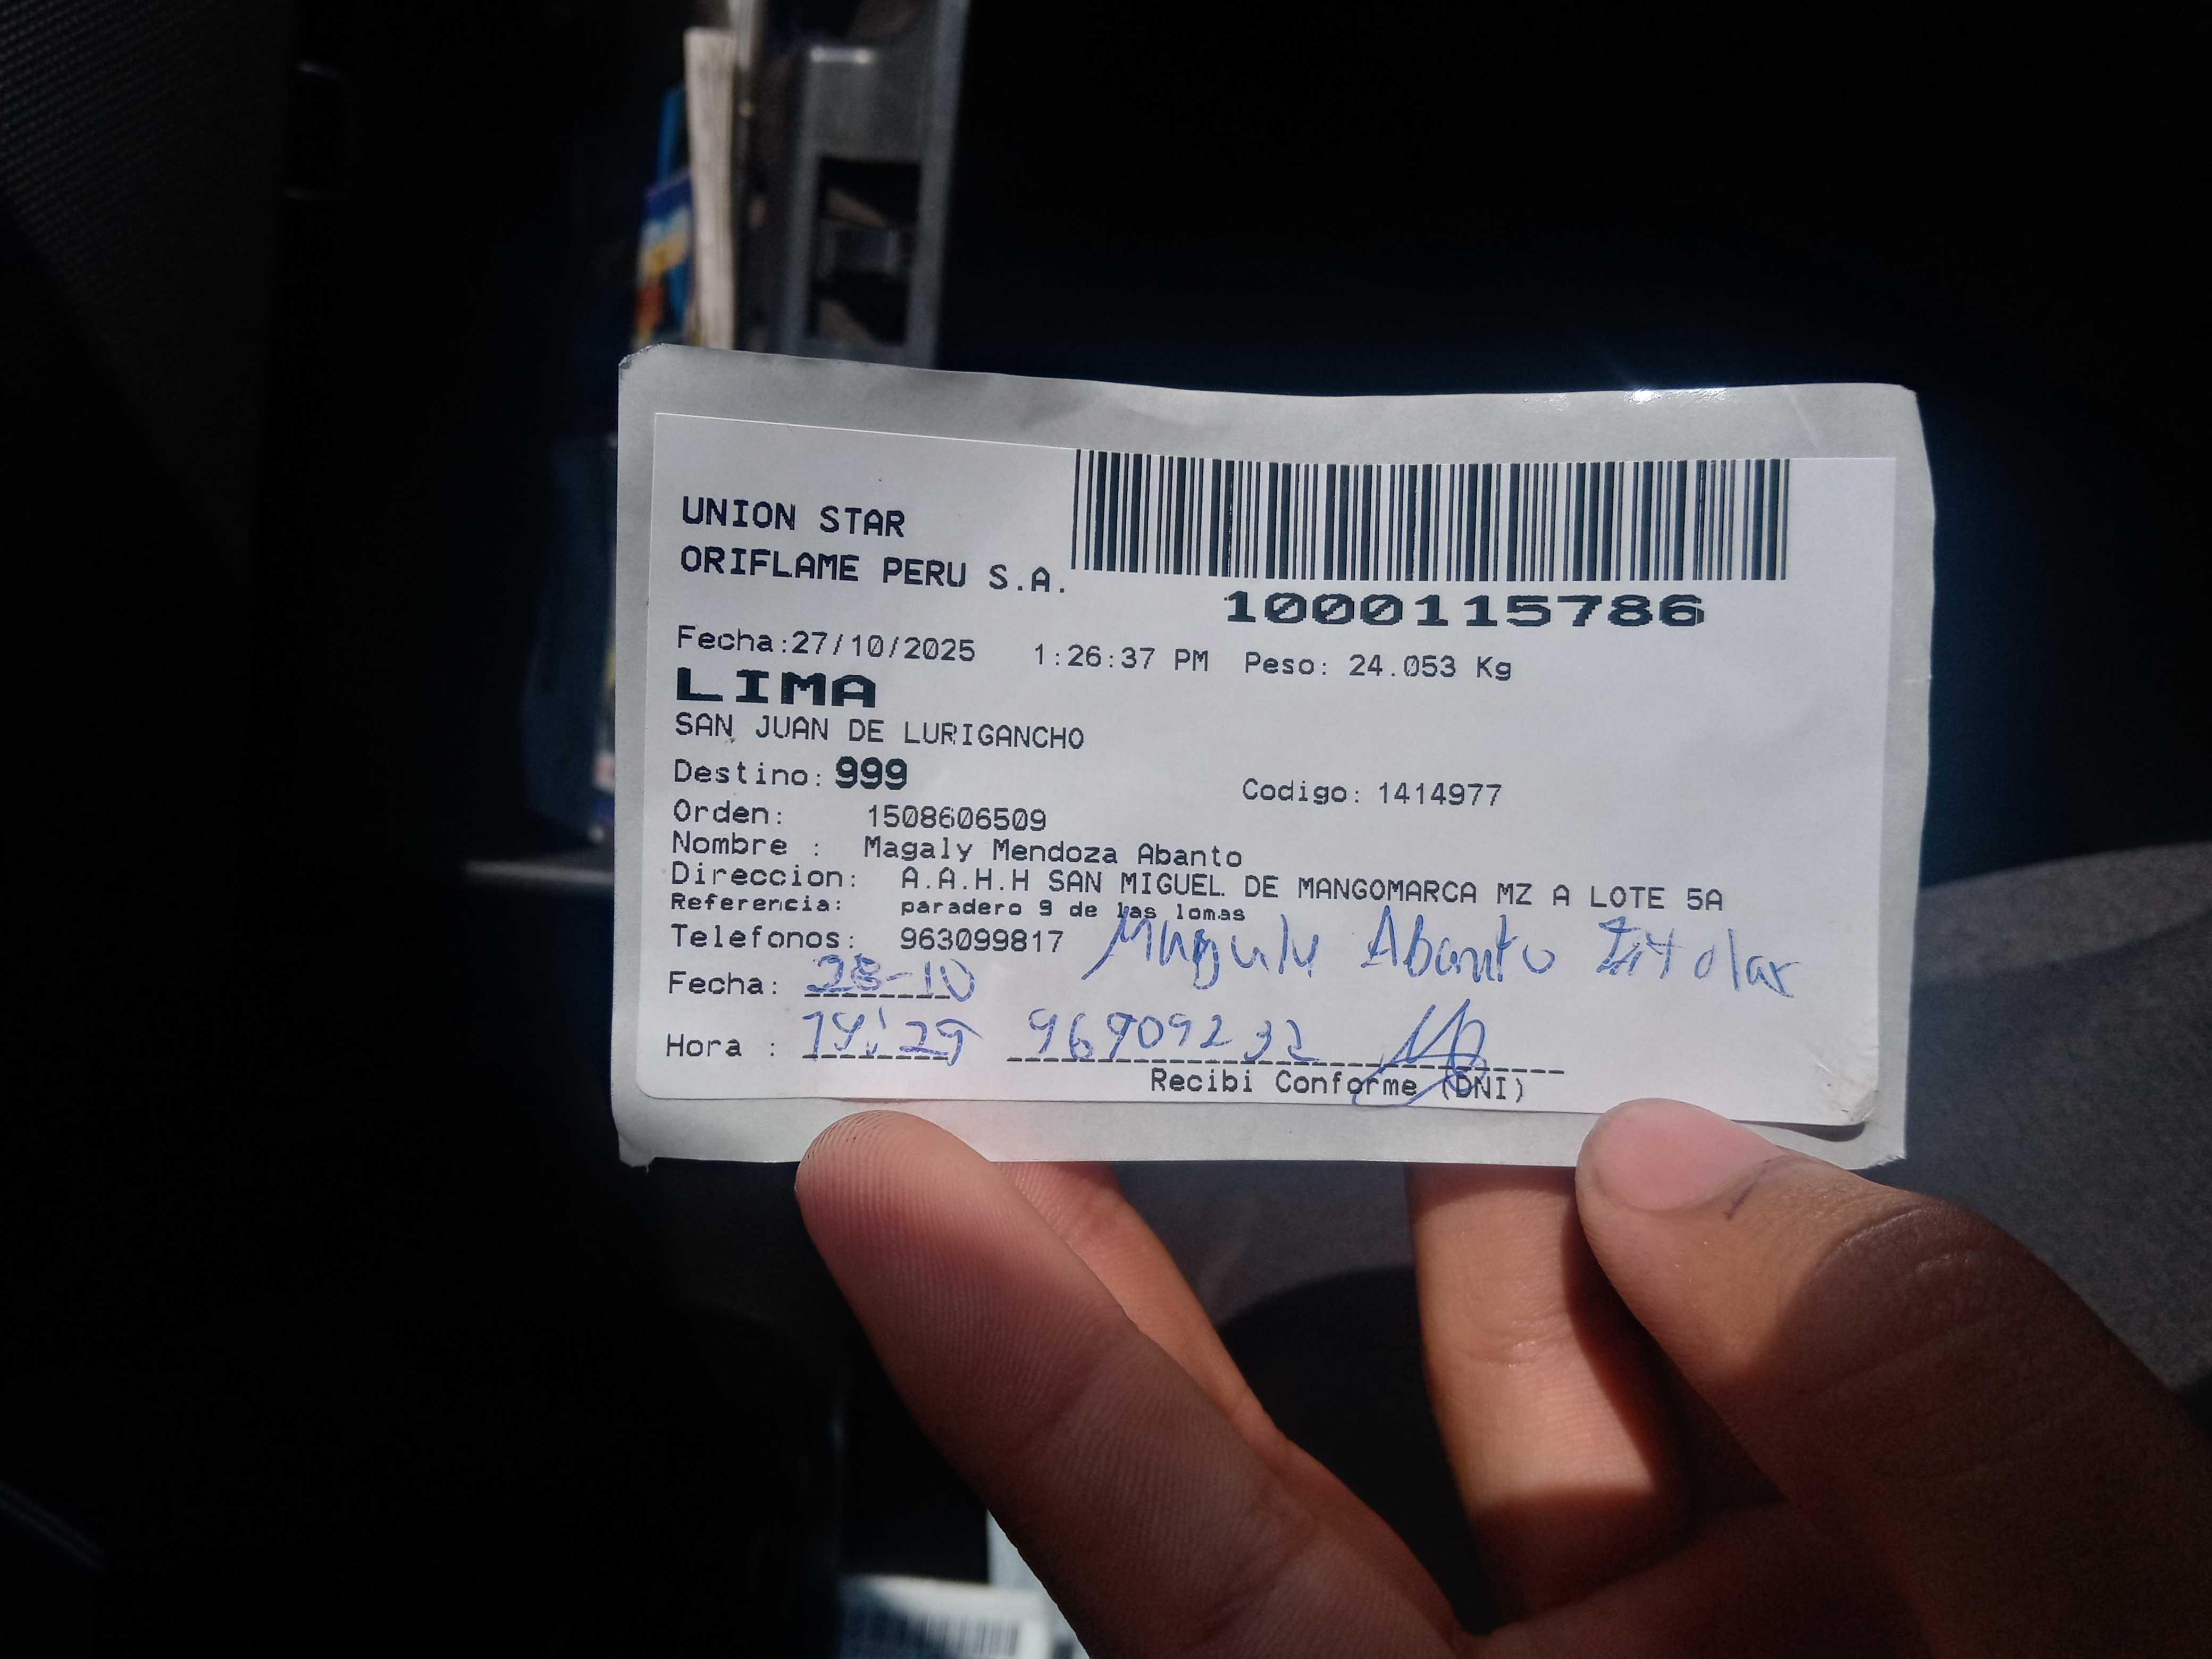 UNION STAR
ORIFLAME PERU S.A.
1000115786
Fecha:27/10/2025 1:26:37 PM Peso: 24.053 Kg
LIMA
SAN JUAN DE LURIGANCHO
Destino: 999 Codigo: 1414977
Orden: 1508606509
Nombre : Magaly Mendoza Abanto
Direccion: A.A.H.H SAN MIGUEL DE MANGOMARCA MZ A LOTE 5A
Referencia: paradero 9 de las lomas
Telefonos: 963099817 Abanto
Fecha: 28-10
Hora :
Recibi Conforme (DNI)